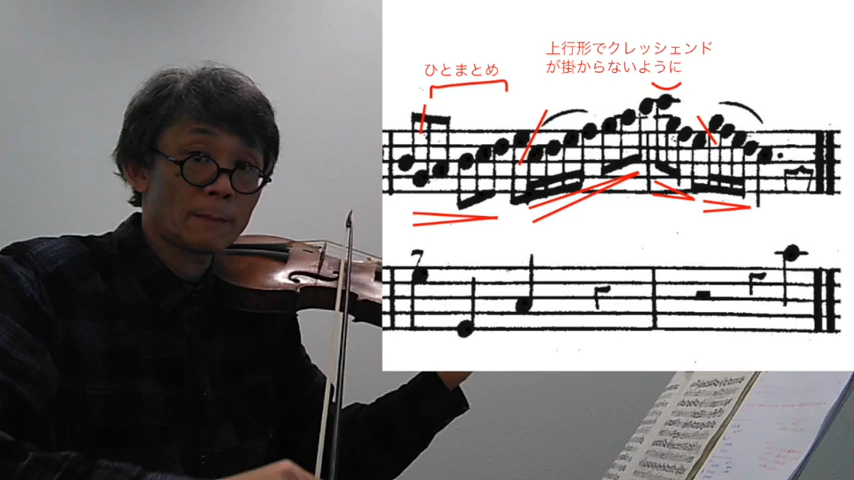 上行形でクレッシェンド
が掛からないように
ひとまとめ